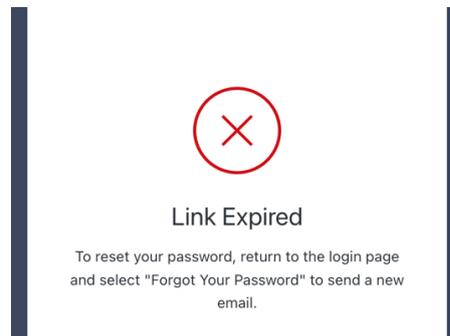 Link Expired
To reset your password, return to the login page
and select "Forgot Your Password" to send a new
email.